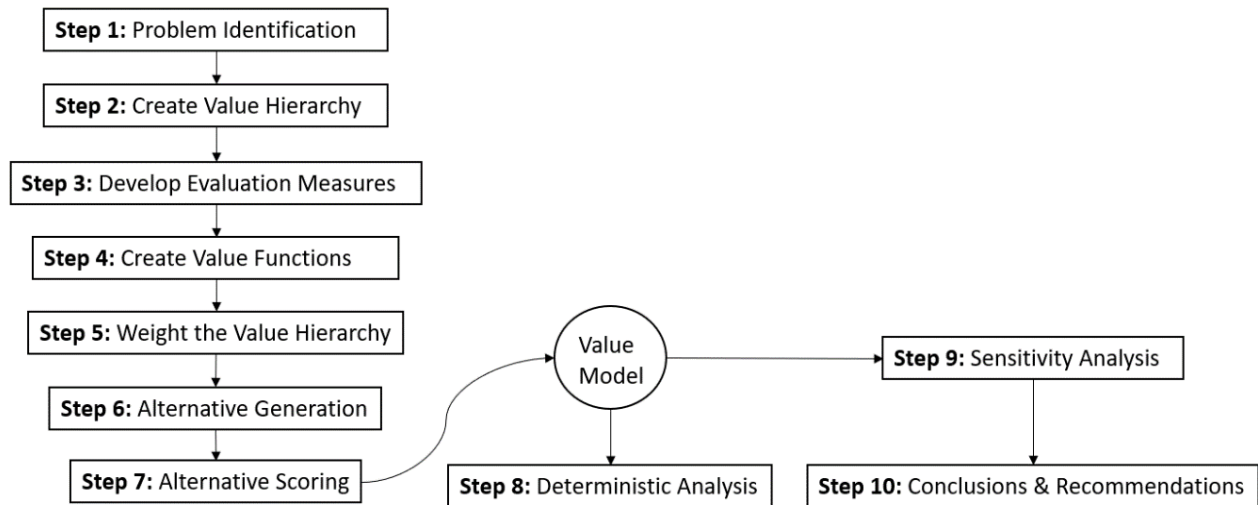 Step 1: Problem Identification
Step 2: Create Value Hierarchy
Step 3: Develop Evaluation Measures
Step 4: Create Value Functions
Step 5: Weight the Value Hierarchy
Step 6: Alternative Generation
Step 7: Alternative Scoring
Value
Model
Step 8: Deterministic Analysis
Step 9: Sensitivity Analysis
Step 10: Conclusions & Recommendations